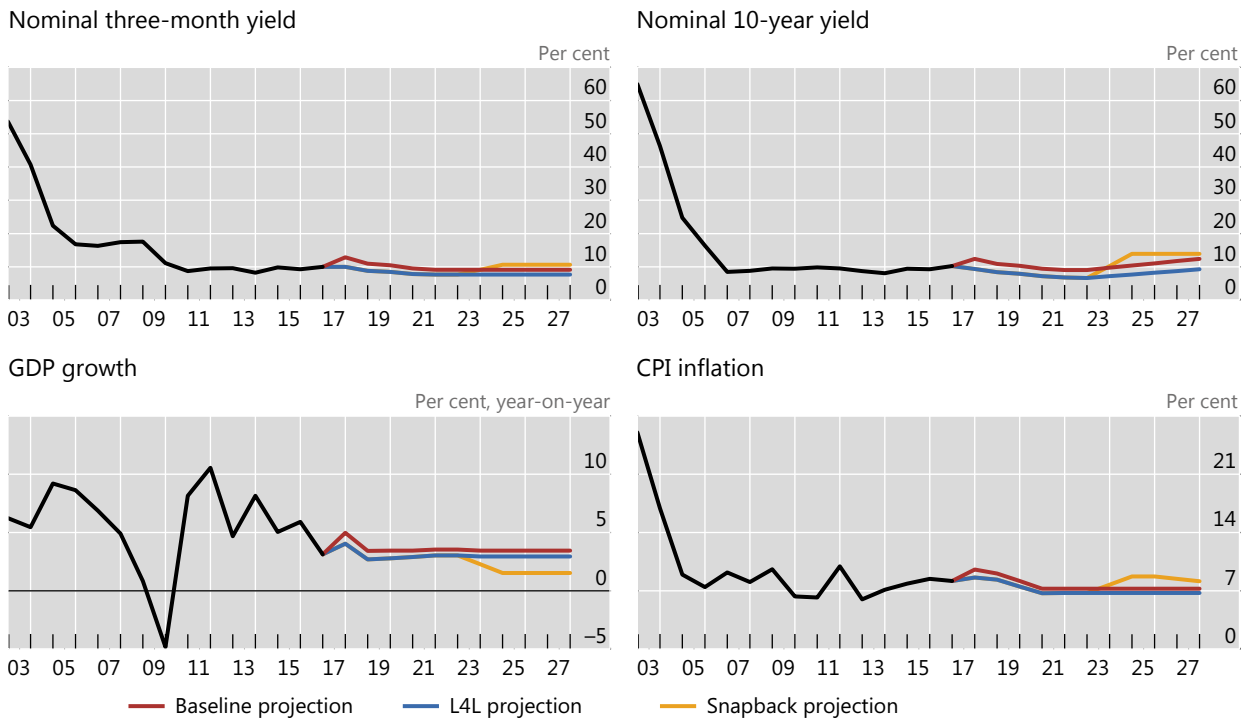 Nominal three-month yield
Per cent
60
50
40
30
20
10
0
03 05 07 09 11 13 15 17 19 21 23 25 27
Nominal 10-year yield
Per cent
60
50
40
30
20
10
0
03 05 07 09 11 13 15 17 19 21 23 25 27
GDP growth
Per cent, year-on-year
10
5
0
–5
03 05 07 09 11 13 15 17 19 21 23 25 27
CPI inflation
Per cent
21
14
7
0
03 05 07 09 11 13 15 17 19 21 23 25 27
Baseline projection L4L projection Snapback projection